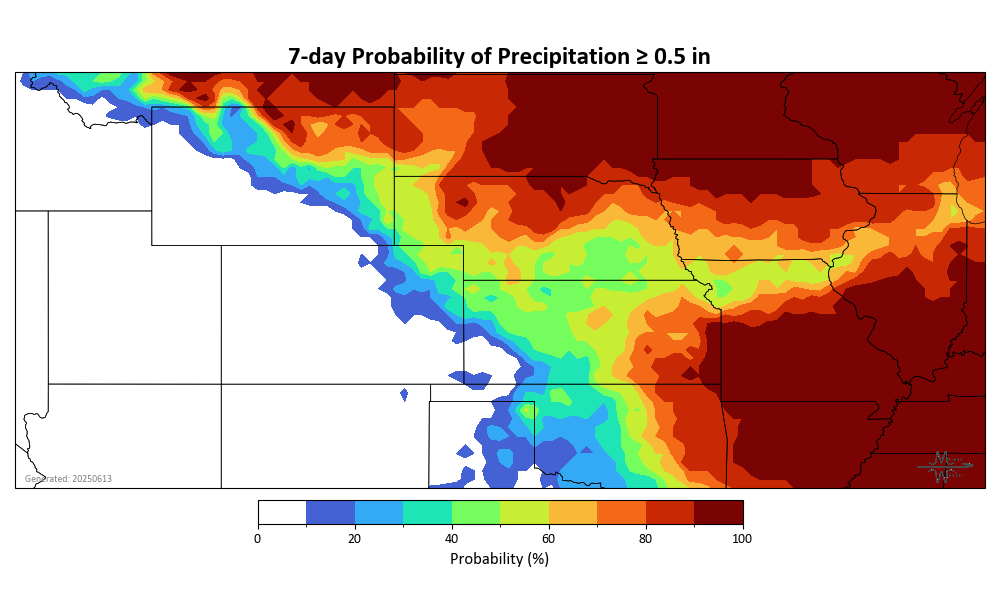 7-day Probability of Precipitation ≥ 0.5 in
Generated: 20250613
0 20 40 60 80 100
Probability (%)